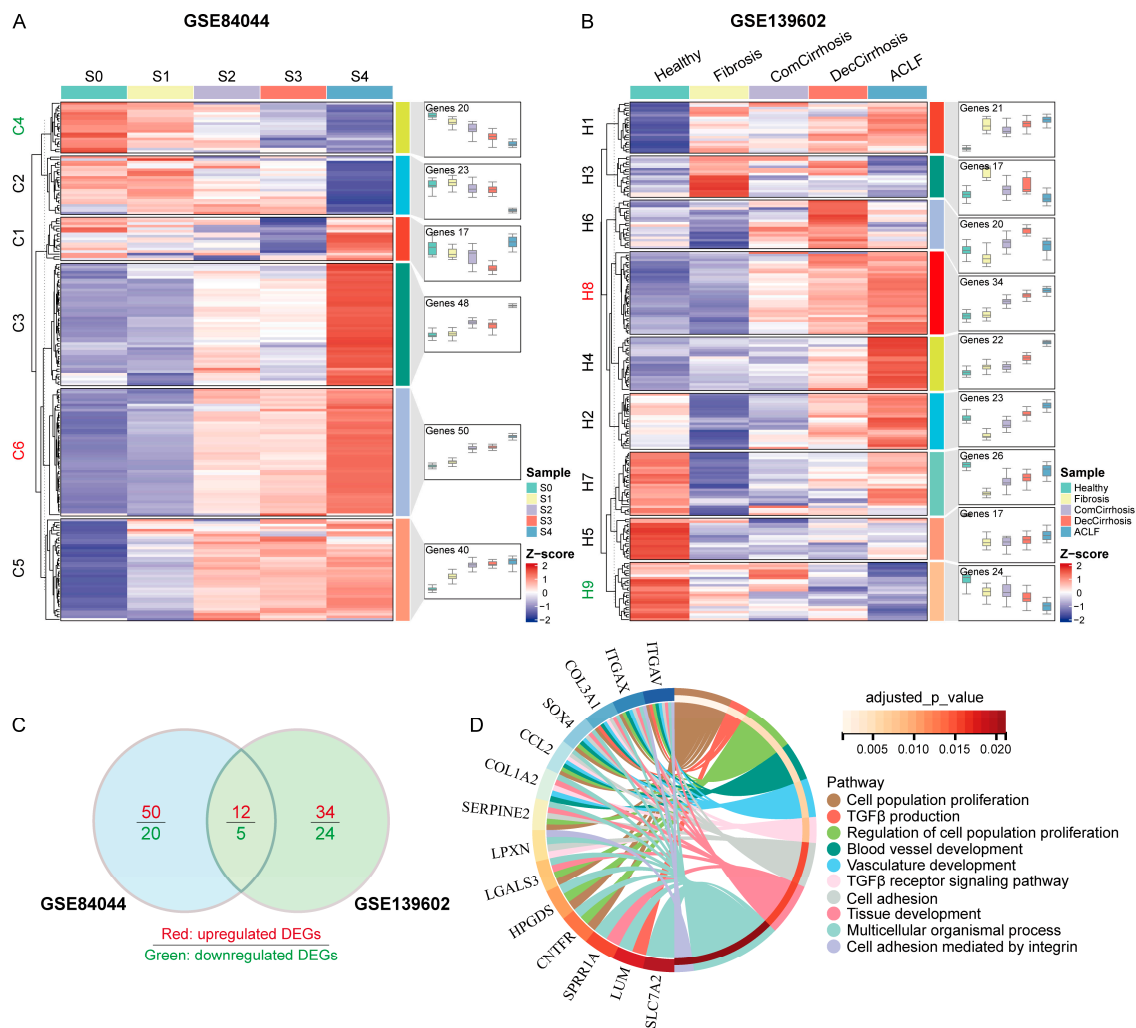 A
GSE84044
S0
S1
S2
S3
S4
C4
C2
C1
C3
C6
C5
Genes 20
Genes 23
Genes 17
Genes 48
Genes 50
Genes 40
Sample
S0
S1
S2
S3
S4
Z-score
2
1
0
−1
−2
B
GSE139602
Healthy
Fibrosis
ComCirrhosis
DecCirrhosis
ACLF
H1
H3
H6
H8
H4
H2
H7
H5
H9
Genes 21
Genes 17
Genes 20
Genes 34
Genes 22
Genes 23
Genes 26
Genes 17
Genes 24
Sample
Healthy
Fibrosis
ComCirrhosis
DecCirrhosis
ACLF
Z-score
2
1
0
−1
−2
C
50
20
12
5
34
24
GSE84044
GSE139602
Red: upregulated DEGs
Green: downregulated DEGs
D
ITGAV
ITGAX
COL3A1
SOX4
CCL2
COL1A2
SERPINE2
LPXN
LGALS3
HPGDS
CNTFR
SPRR1A
LUM
SLC7A2
adjusted_p_value
0.005
0.010
0.015
0.020
Pathway
Cell population proliferation
TGFβ production
Regulation of cell population proliferation
Blood vessel development
Vasculature development
TGFβ receptor signaling pathway
Cell adhesion
Tissue development
Multicellular organismal process
Cell adhesion mediated by integrin